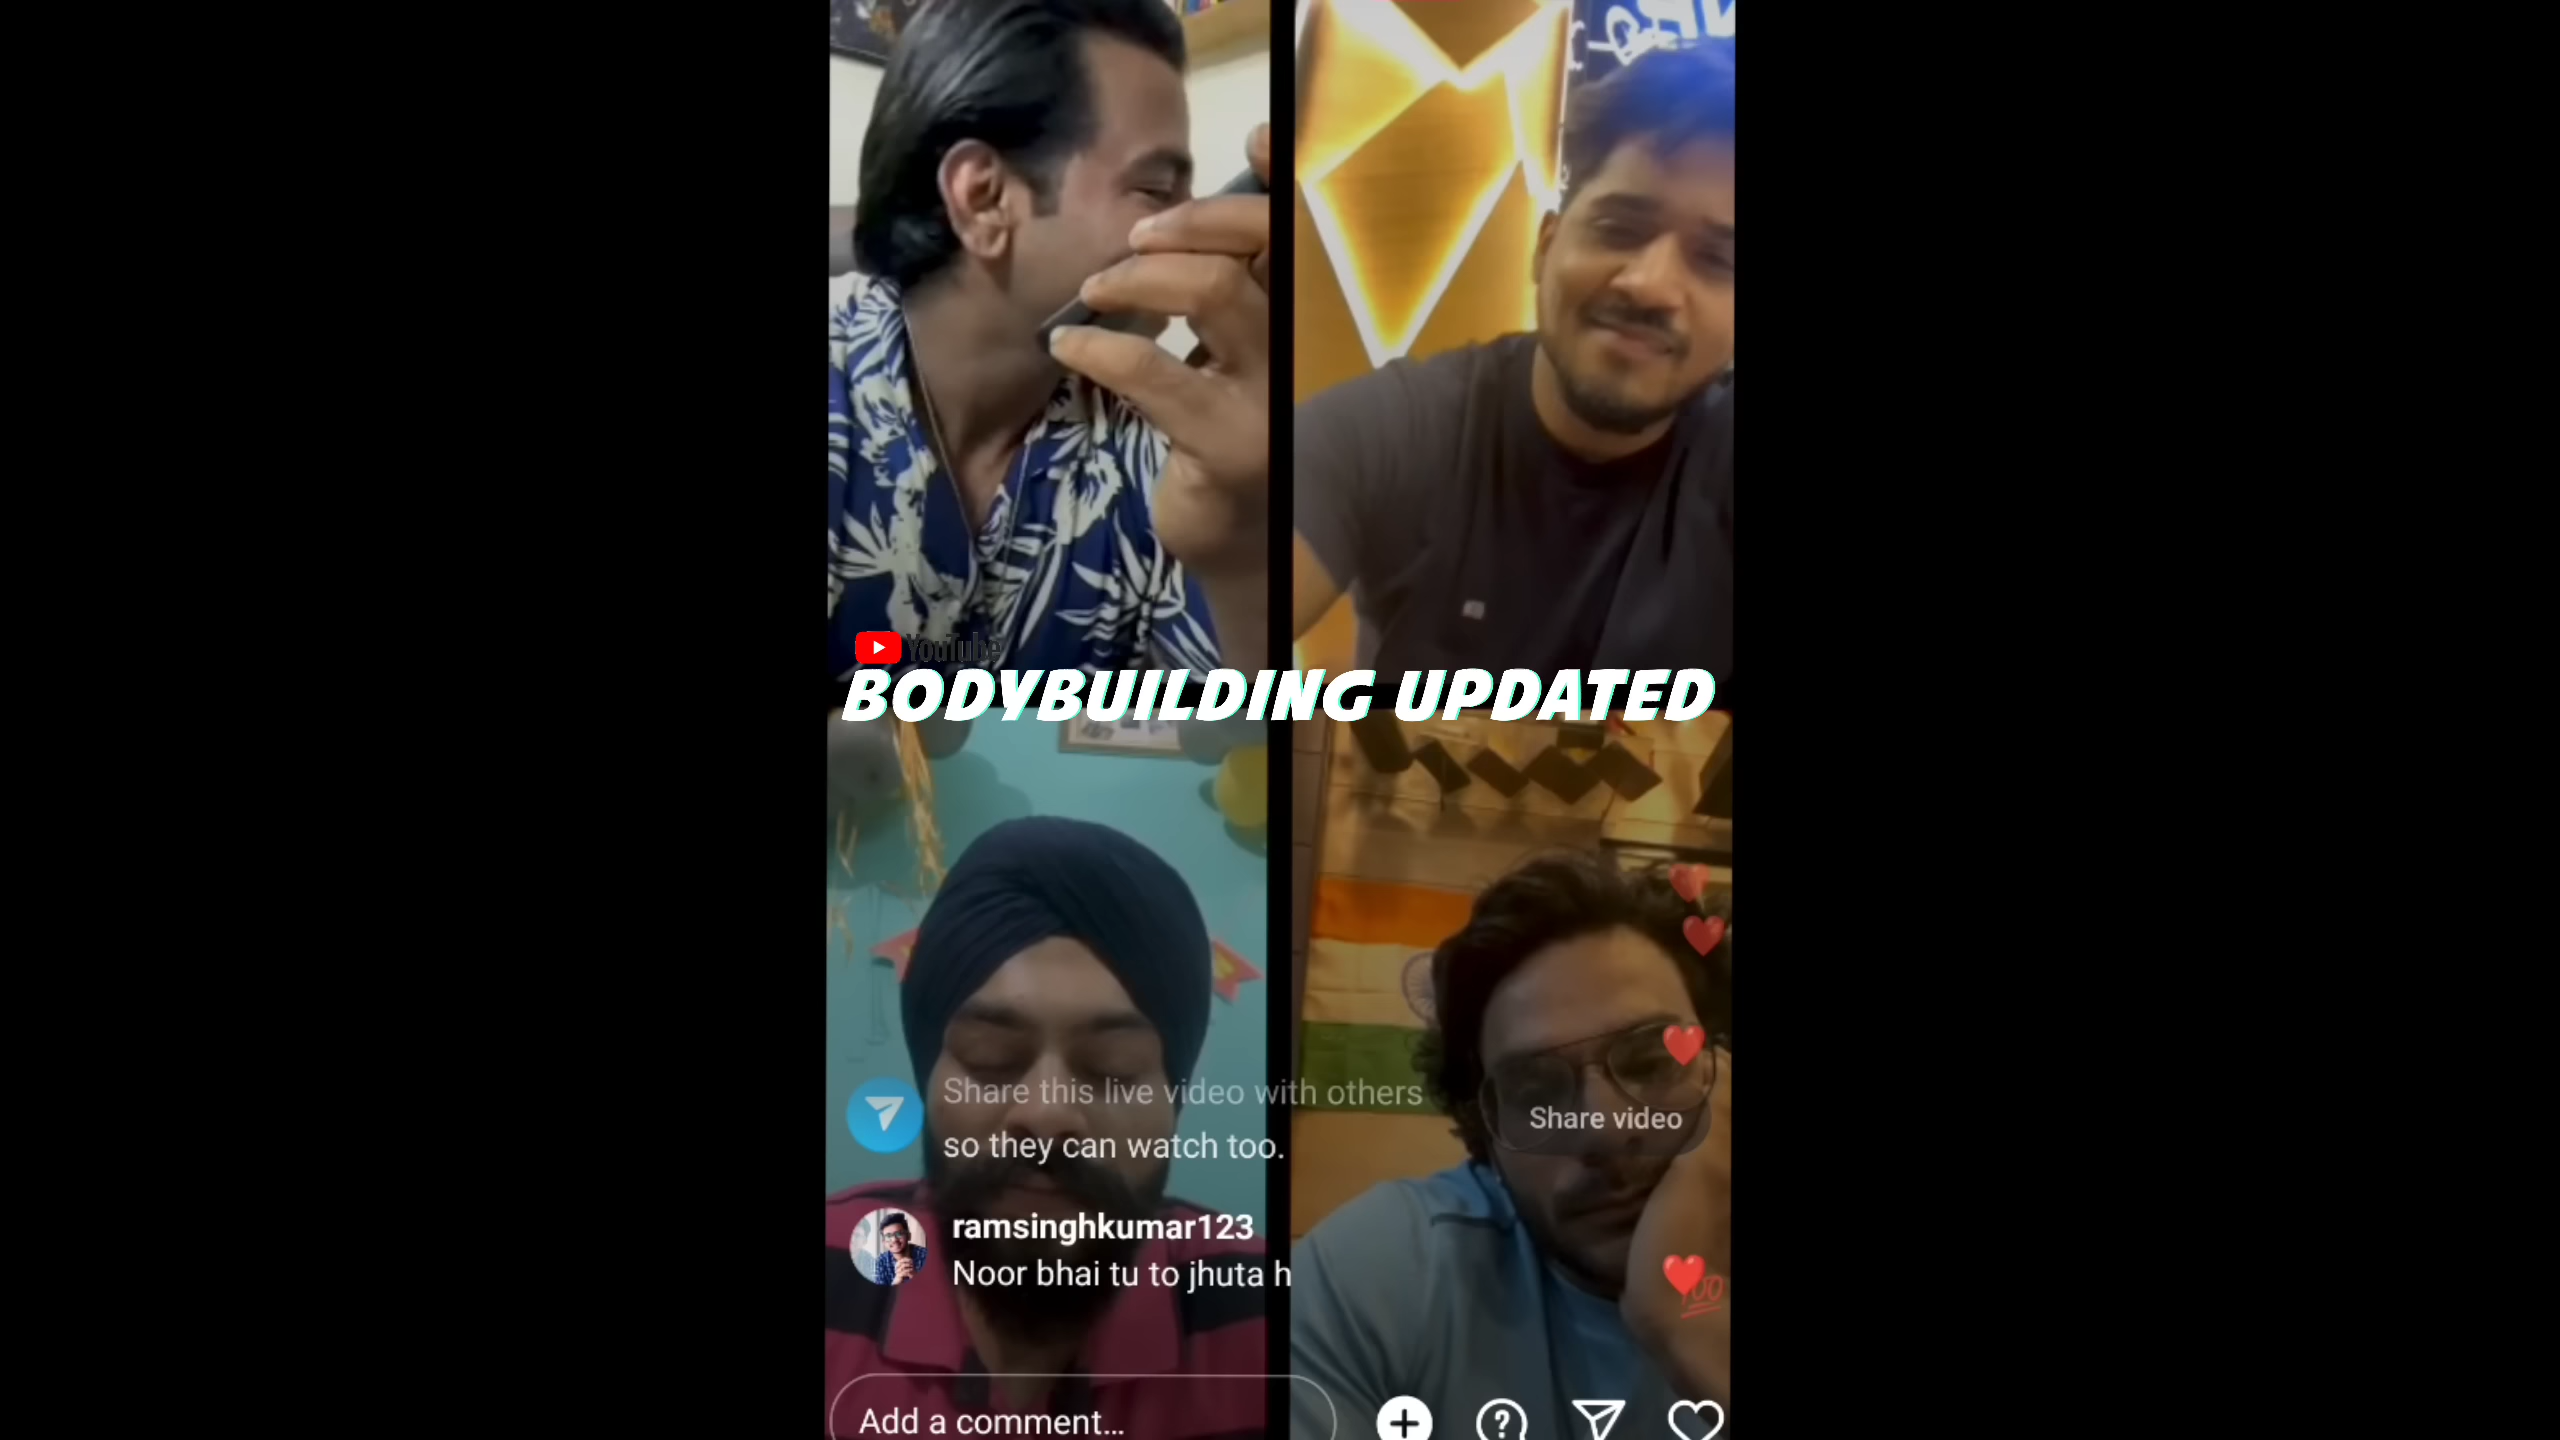 YouTube
BODYBUILDING UPDATED
Share this live video with others
so they can watch too.
Share video
ramsinghkumar123
Noor bhai tu to jhuta h
Add a comment...